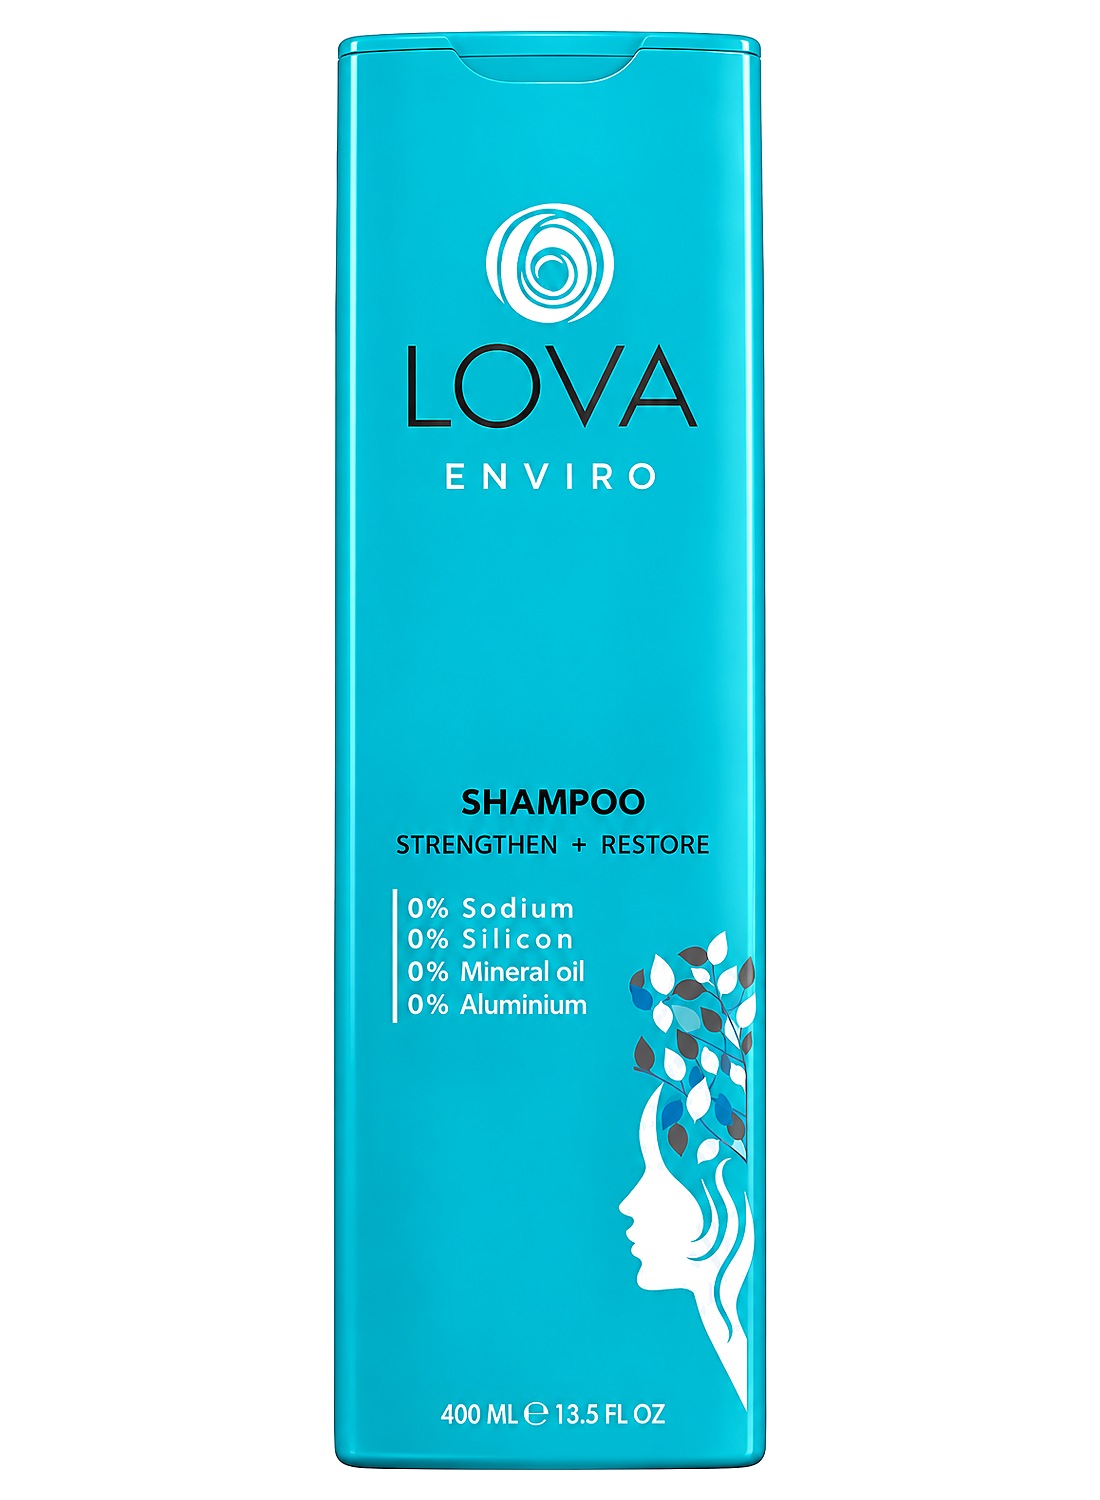 LOVA
ENVIRO
SHAMPOO
STRENGTHEN + RESTORE
0% Sodium
0% Silicon
0% Mineral oil
0% Aluminium
400 ML ℮ 13.5 FL OZ